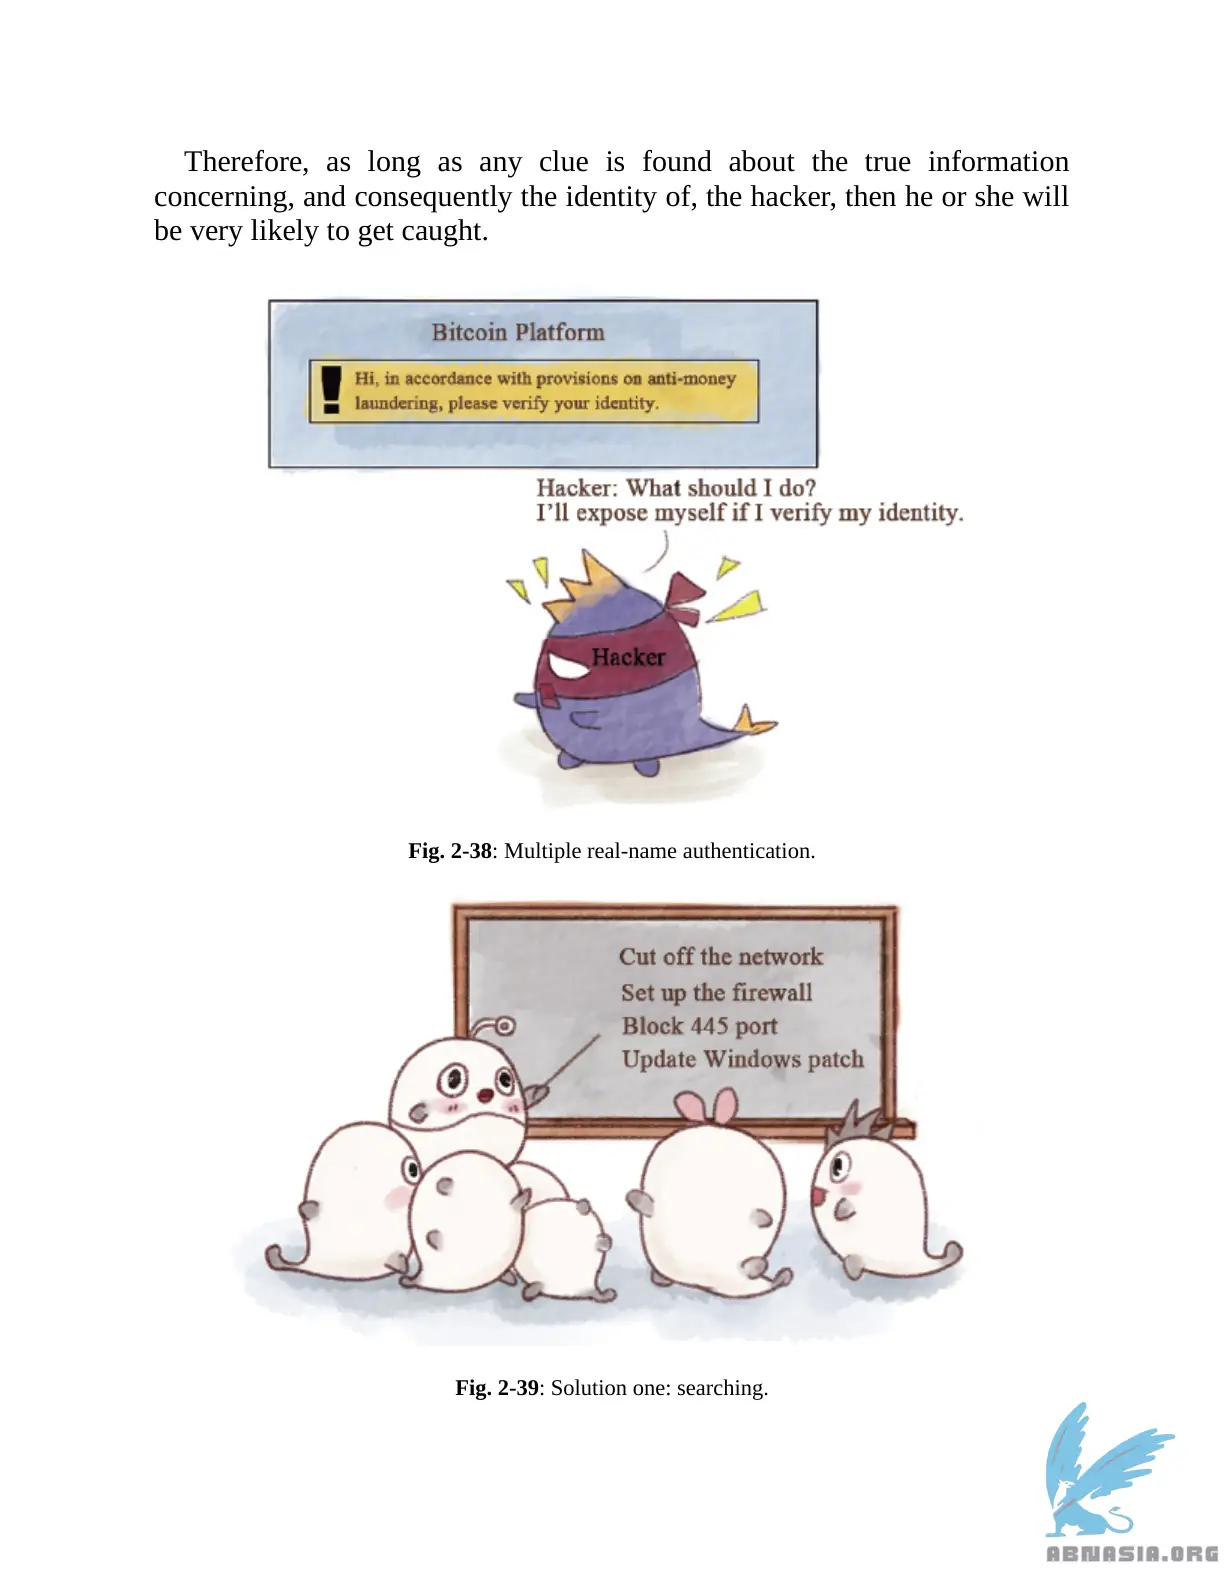 Therefore, as long as any clue is found about the true information
concerning, and consequently the identity of, the hacker, then he or she will
be very likely to get caught.
Bitcoin Platform
! Hi, in accordance with provisions on anti-money
laundering, please verify your identity.
Hacker: What should I do?
I'll expose myself if I verify my identity.
Hacker
Fig. 2-38: Multiple real-name authentication.
Cut off the network
Set up the firewall
Block 445 port
Update Windows patch
Fig. 2-39: Solution one: searching.
ABNASIA.ORG